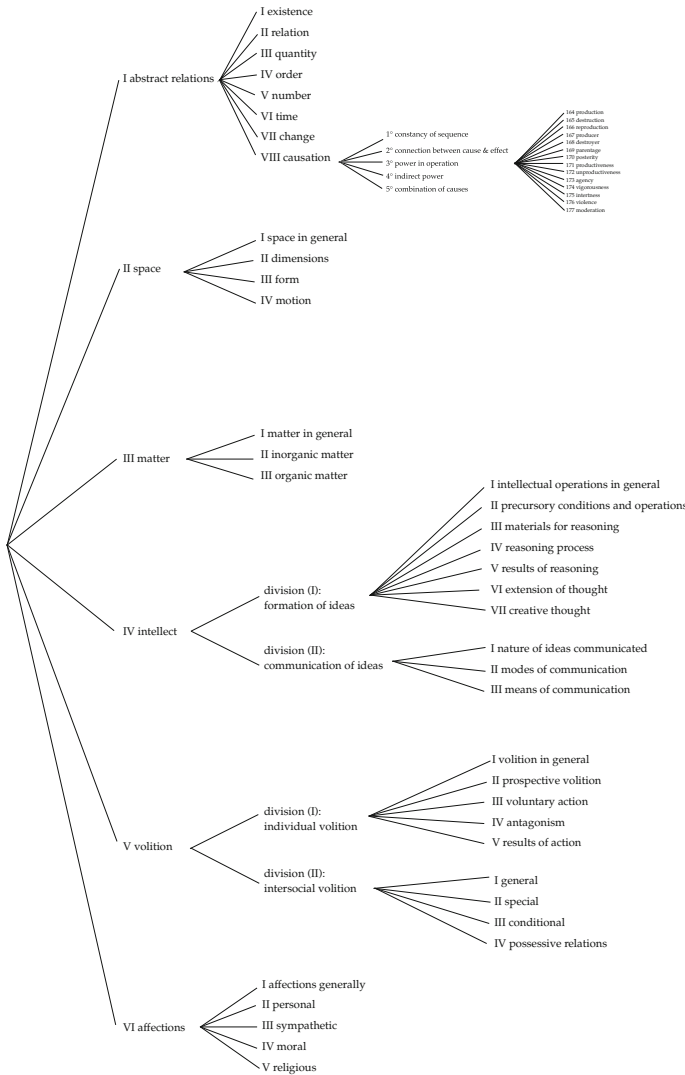 I abstract relations
I existence
II relation
III quantity
IV order
V number
VI time
VII change
VIII causation
1° constancy of sequence
2° connection between cause & effect
3° power in operation
4° indirect power
5° combination of causes
164 production
165 destruction
166 reproduction
167 producer
168 destroyer
169 parentage
170 posterity
171 productiveness
172 unproductiveness
173 agency
174 vigorousness
175 intertness
176 violence
177 moderation
II space
I space in general
II dimensions
III form
IV motion
III matter
I matter in general
II inorganic matter
III organic matter
IV intellect
division (I):
formation of ideas
I intellectual operations in general
II precursory conditions and operations
III materials for reasoning
IV reasoning process
V results of reasoning
VI extension of thought
VII creative thought
division (II):
communication of ideas
I nature of ideas communicated
II modes of communication
III means of communication
V volition
division (I):
individual volition
I volition in general
II prospective volition
III voluntary action
IV antagonism
V results of action
division (II):
intersocial volition
I general
II special
III conditional
IV possessive relations
VI affections
I affections generally
II personal
III sympathetic
IV moral
V religious